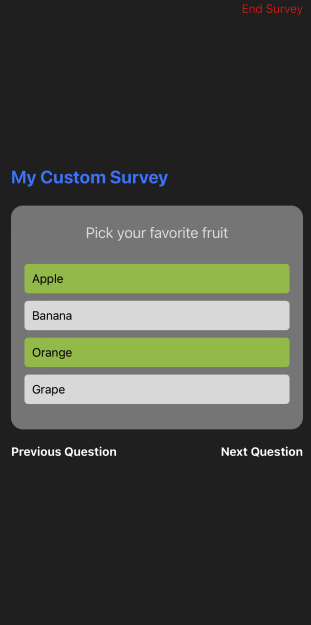 End Survey
My Custom Survey
Pick your favorite fruit
Apple
Banana
Orange
Grape
Previous Question
Next Question